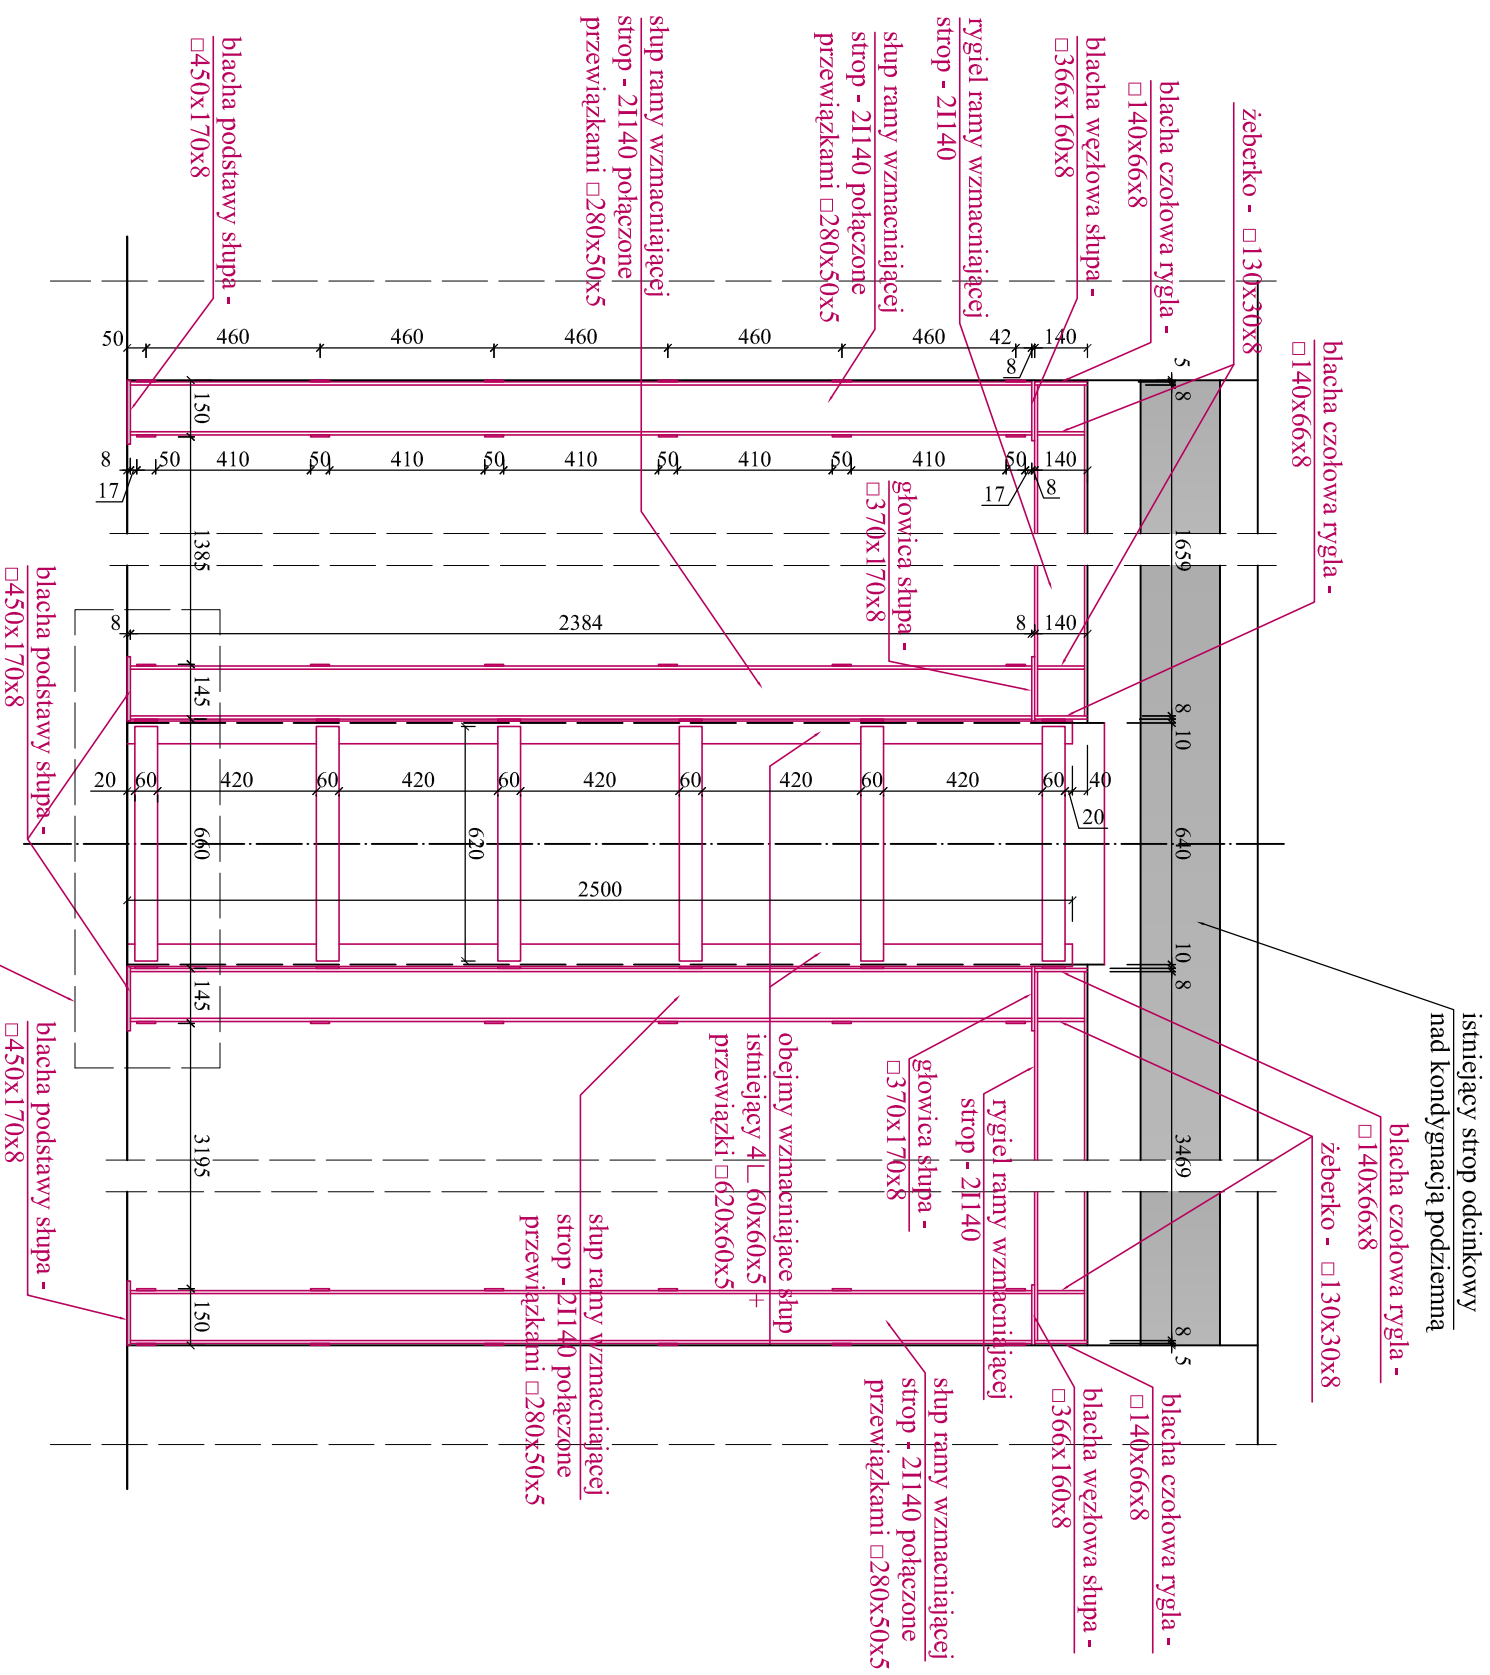 istniejący strop odcinkowy
nad kondygnacją podziemną
żeberko - □130x30x8
blacha czołowa rygla -
□140x66x8
blacha węzłowa słupa -
□366x160x8
rygiel ramy wzmacniającej
strop - 2I140
słup ramy wzmacniającej
strop - 2I140 połączone
przewiązkami □280x50x5
słup ramy wzmacniającej
strop - 2I140 połączone
przewiązkami □280x50x5
blacha podstawy słupa -
□450x170x8
blacha czołowa rygla -
□140x66x8
głowica słupa -
□370x170x8
blacha podstawy słupa -
□450x170x8
blacha czołowa rygla -
□140x66x8
żeberko - □130x30x8
rygiel ramy wzmacniającej
strop - 2I140
głowica słupa -
□370x170x8
obejmy wzmacniajace słup
istniejący 4∟ 60x60x5 +
przewiązki □620x60x5
słup ramy wzmacniającej
strop - 2I140 połączone
przewiązkami □280x50x5
blacha podstawy słupa -
□450x170x8
blacha czołowa rygla -
□140x66x8
blacha węzłowa słupa -
□366x160x8
słup ramy wzmacniającej
strop - 2I140 połączone
przewiązkami □280x50x5
5 8 1659 8 10 640 10 8 3469 8 5
50 460 460 460 460 460 42 8 140
8 17 50 410 50 410 50 410 50 410 50 410 50 17 8 140
8 2384 8 140
20 60 420 60 420 60 420 60 420 60 420 60 20 40
620
2500
150 1385 145 660 145 3195 150